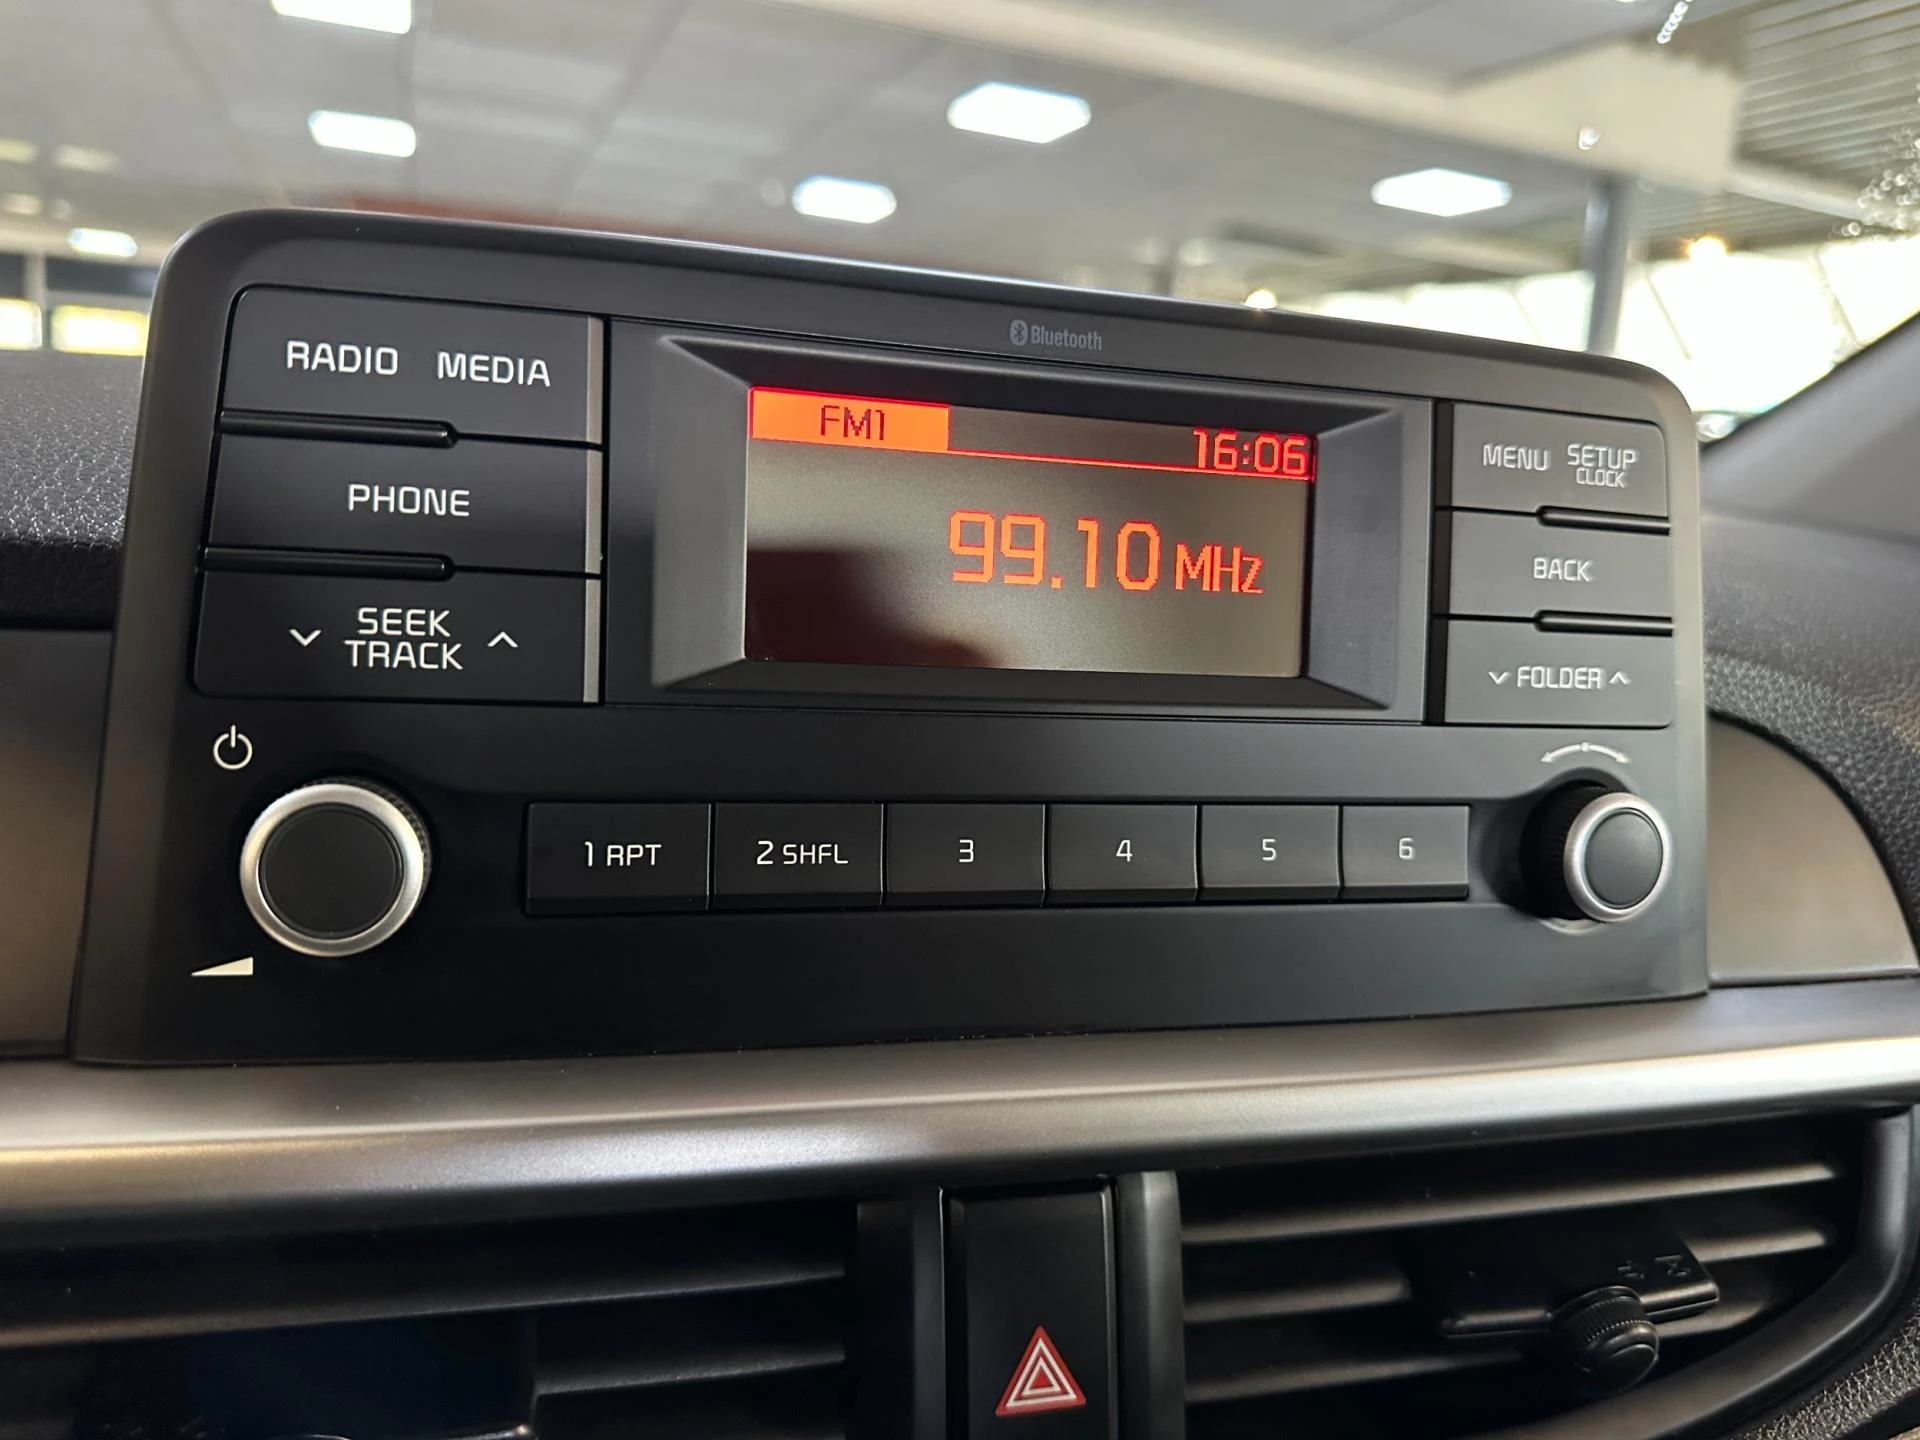 Bluetooth
RADIO MEDIA
PHONE
SEEK
TRACK
FM1
16:06
99.10 MHz
MENU SETUP
CLOCK
BACK
FOLDER
1 RPT
2 SHFL
3
4
5
6